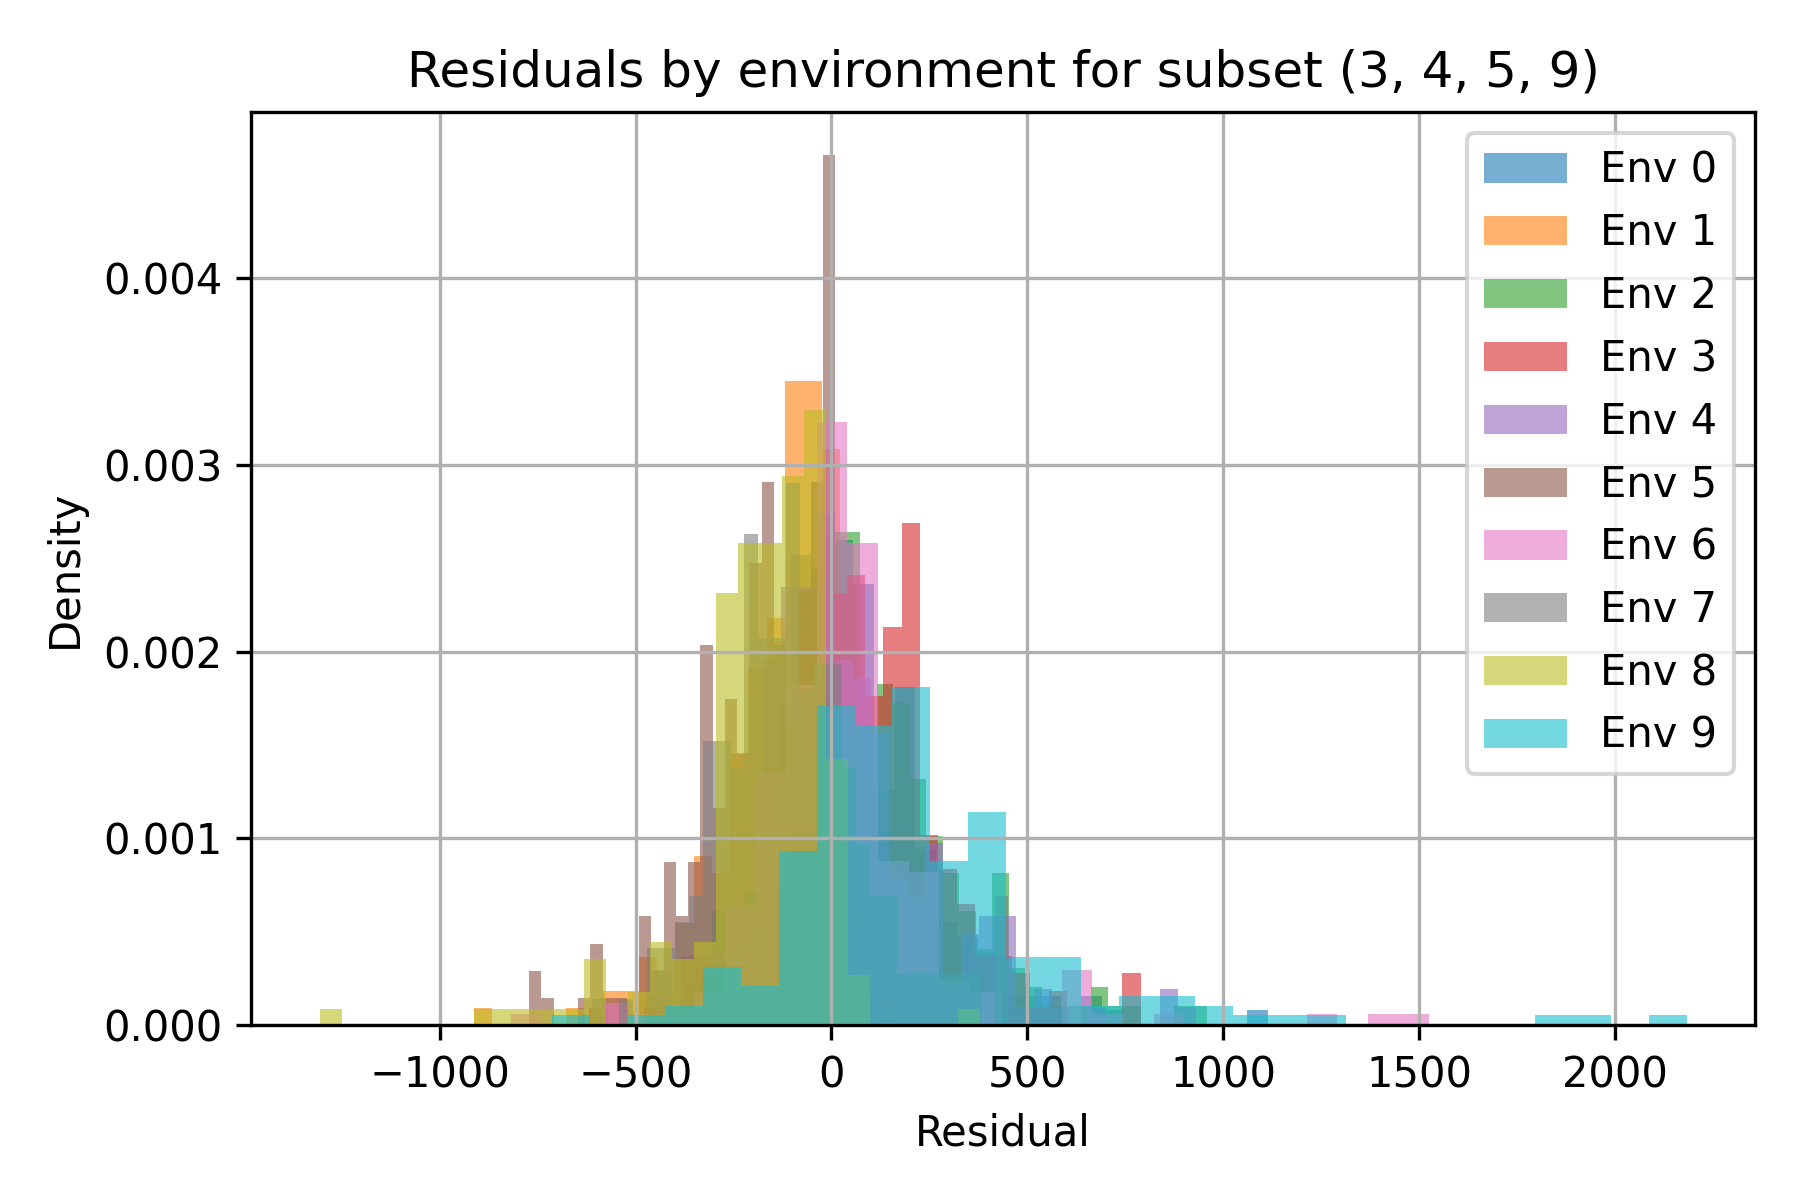 Residuals by environment for subset (3, 4, 5, 9)
Density
0.004
0.003
0.002
0.001
0.000
−1000
−500
0
500
1000
1500
2000
Residual
Env 0
Env 1
Env 2
Env 3
Env 4
Env 5
Env 6
Env 7
Env 8
Env 9